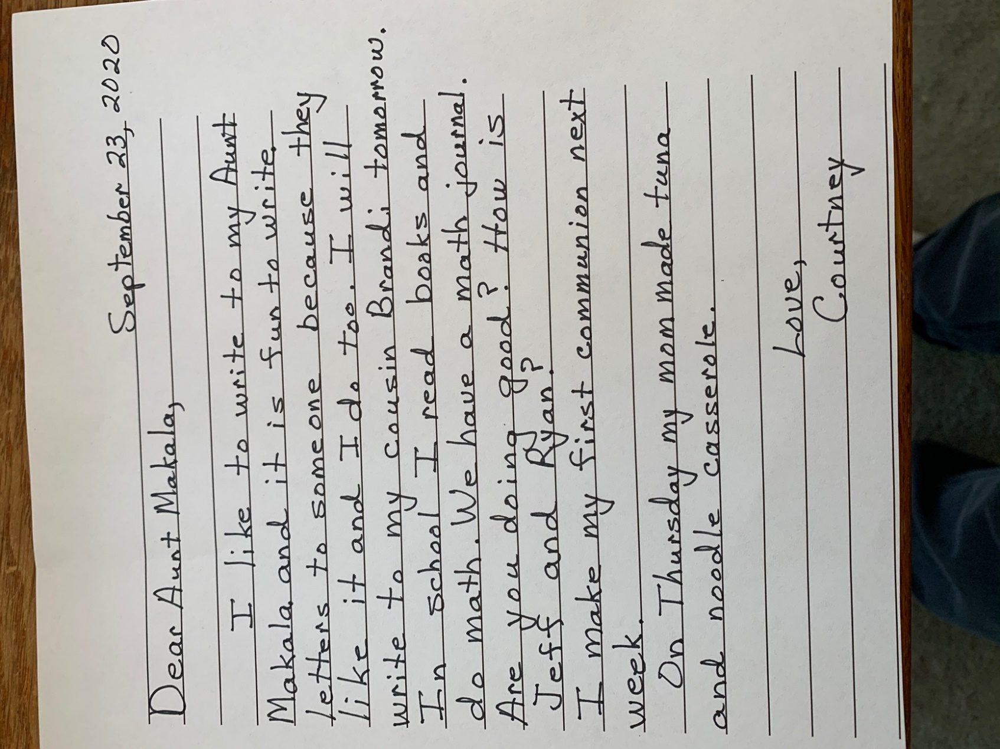 September 23, 2020
Dear Aunt Makala,
I like to write to my Aunt
Makala and it is fun to write
letters to someone because they
like it and I do too. I will
write to my cousin Brandi tomorrow.
In school I read books and
do math. We have a math journal.
Are you doing good? How is
Jeff and Ryan?
I make my first communion next
week.
On Thursday my mom made tuna
and noodle casserole.
Love,
Courtney